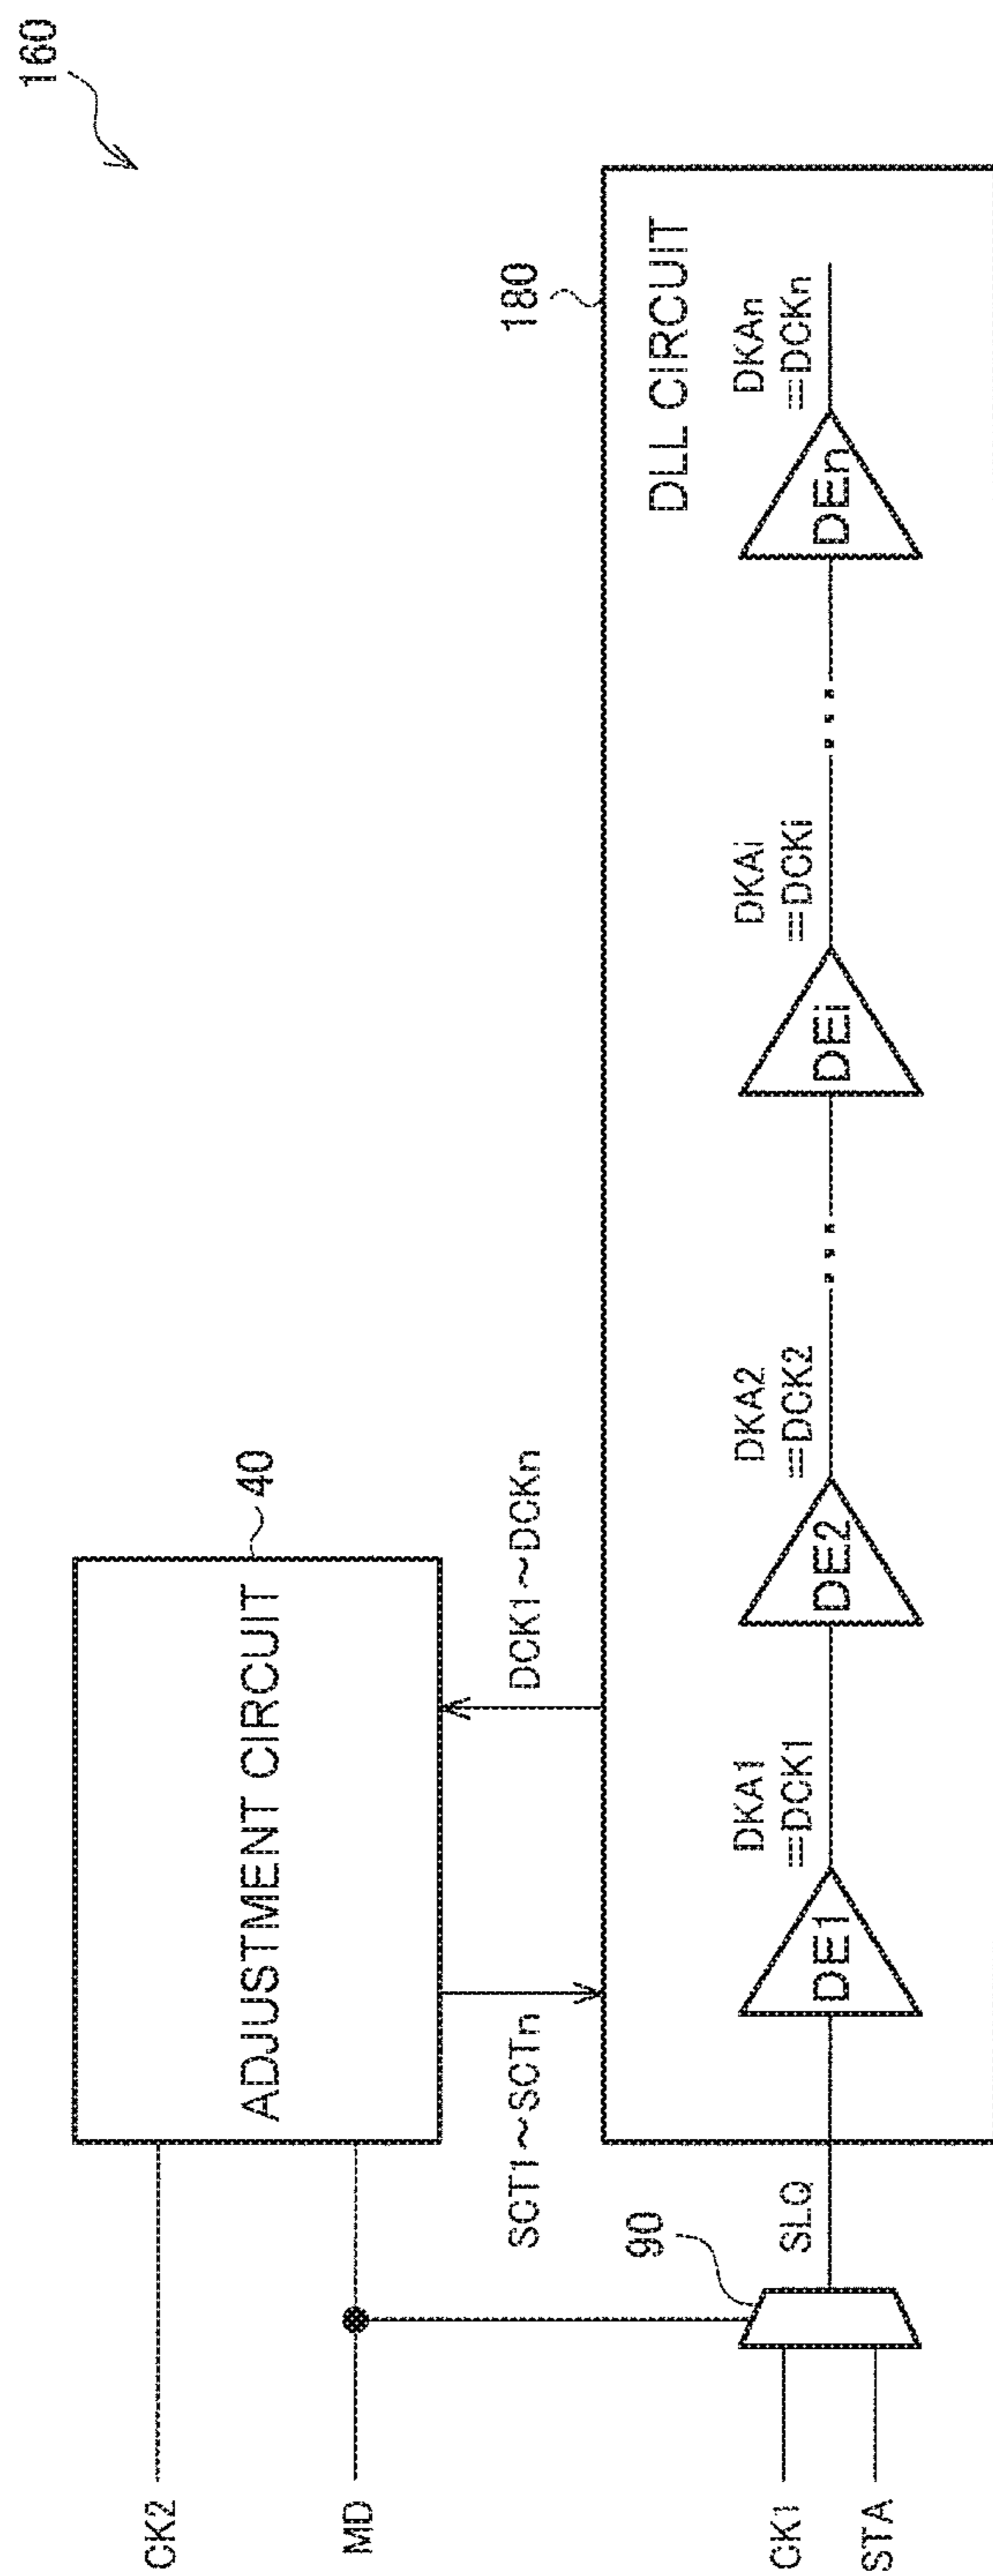 160
CK2
MD
ADJUSTMENT CIRCUIT
40
SCT1~SCTn
DCK1~DCKn
180
DLL CIRCUIT
90
CK1
STA
SLQ
DE1
DKA1
=DCK1
DE2
DKA2
=DCK2
...
DEi
DKAi
=DCKi
...
DEn
DKAn
=DCKn